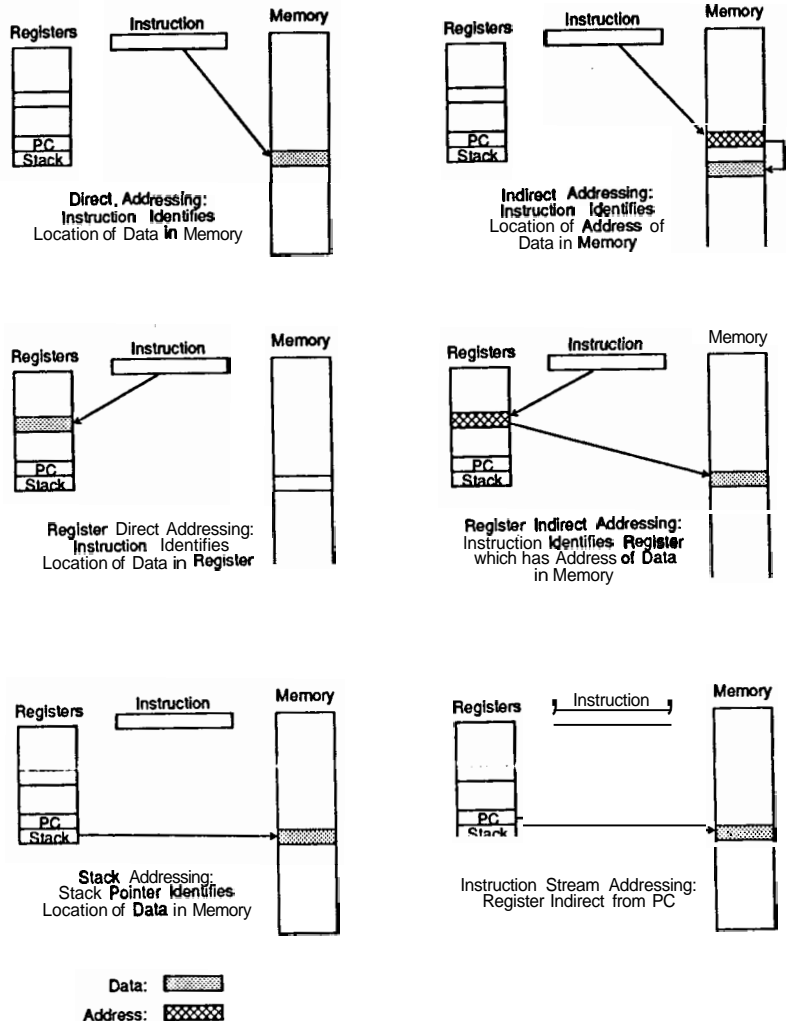 Registers
Instruction
Memory
PC
Stack
Direct. Addressing:
Instruction Identifies
Location of Data in Memory
Registers
Instruction
Memory
PC
Stack
Indirect Addressing:
Instruction Identifies
Location of Address of
Data in Memory
Registers
Instruction
Memory
PC
Stack
Register Direct Addressing:
Instruction Identifies
Location of Data in Register
Registers
Instruction
Memory
PC
Stack
Register Indirect Addressing:
Instruction Identifies Register
which has Address of Data
in Memory
Registers
Instruction
Memory
PC
Stack
Stack Addressing:
Stack Pointer Identifies
Location of Data in Memory
Registers
Instruction
Memory
PC
Stack
Instruction Stream Addressing:
Register Indirect from PC
Data:
Address: